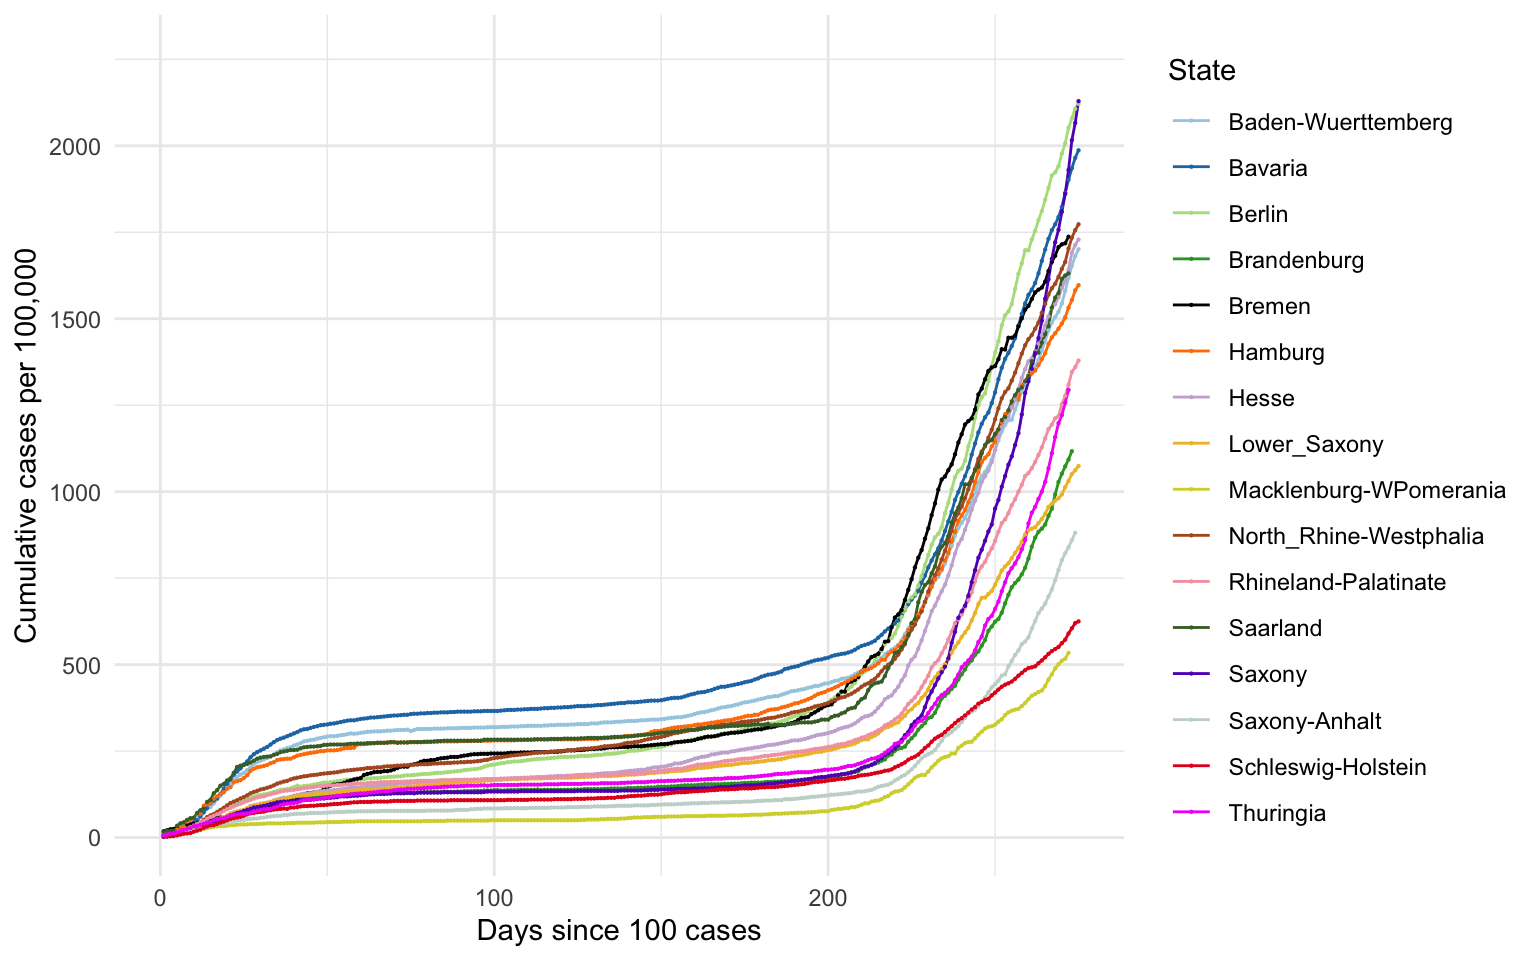 Cumulative cases per 100,000
2000
1500
1000
500
0
0 100 200
Days since 100 cases
State
Baden-Wuerttemberg
Bavaria
Berlin
Brandenburg
Bremen
Hamburg
Hesse
Lower_Saxony
Macklenburg-WPomerania
North_Rhine-Westphalia
Rhineland-Palatinate
Saarland
Saxony
Saxony-Anhalt
Schleswig-Holstein
Thuringia